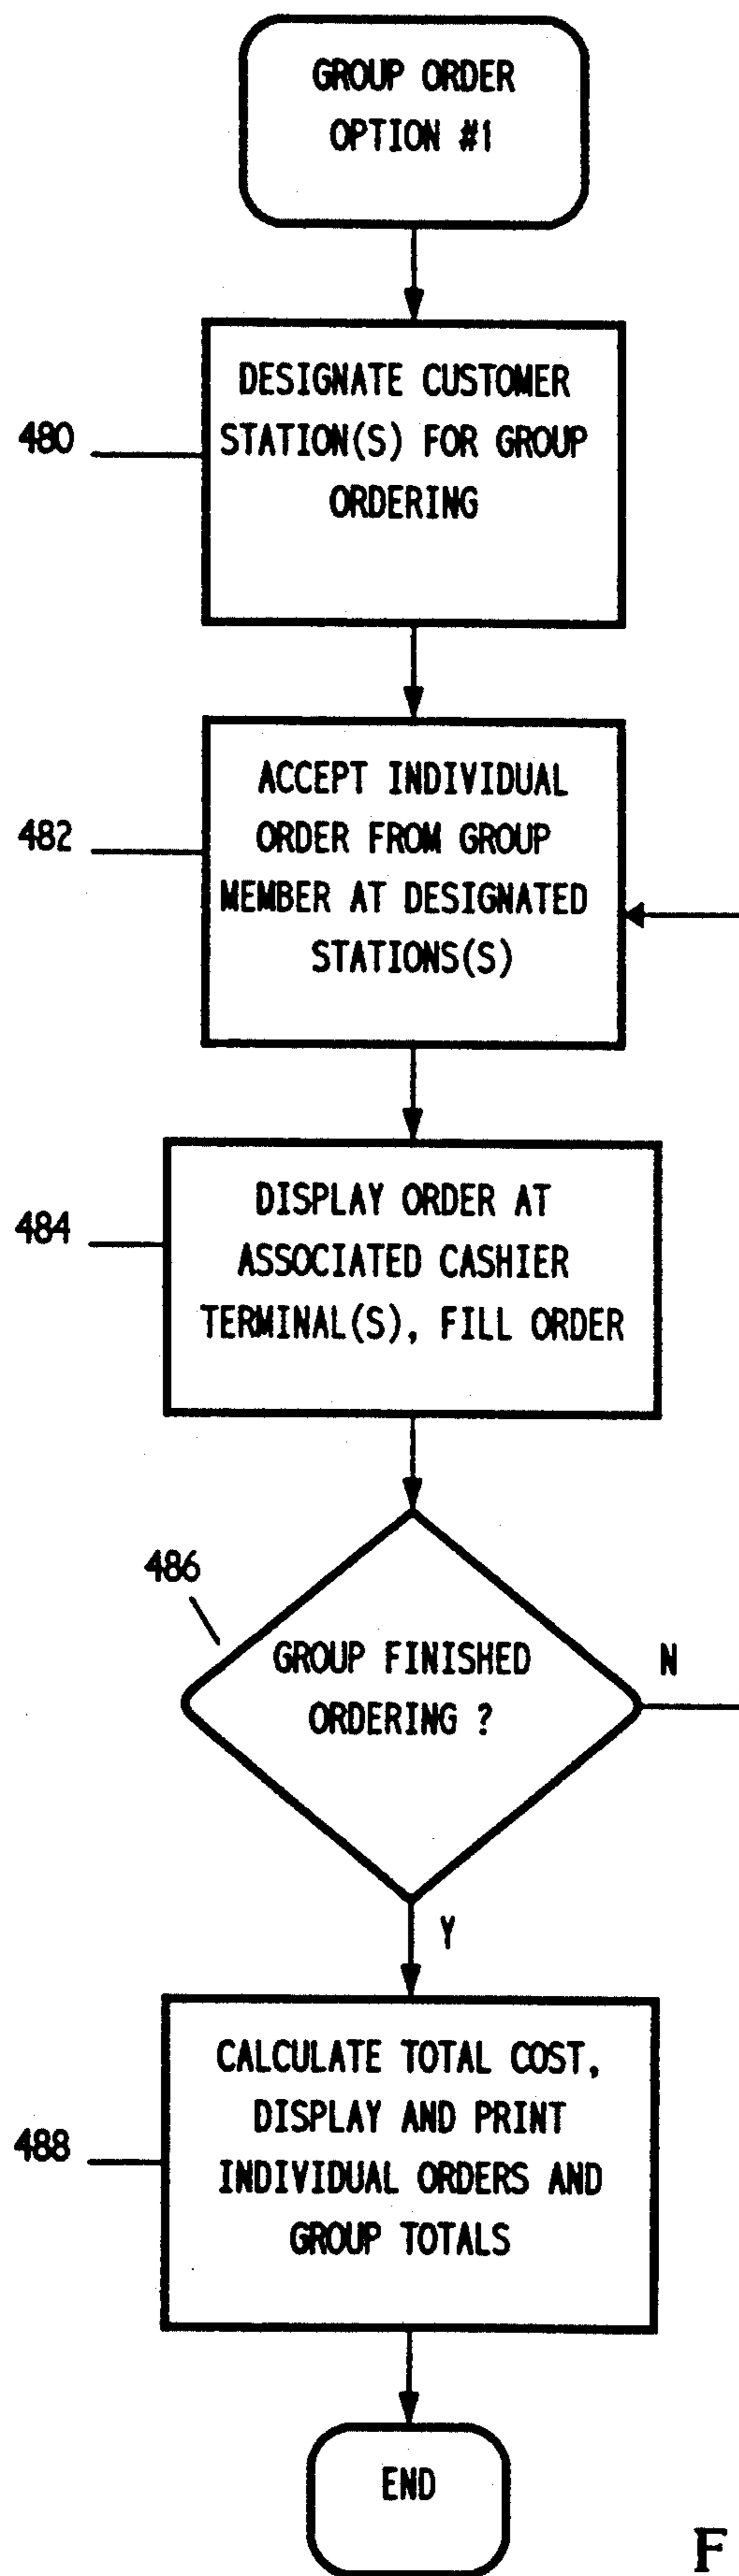 GROUP ORDER
OPTION #1
480
DESIGNATE CUSTOMER
STATION(S) FOR GROUP
ORDERING
482
ACCEPT INDIVIDUAL
ORDER FROM GROUP
MEMBER AT DESIGNATED
STATIONS(S)
484
DISPLAY ORDER AT
ASSOCIATED CASHIER
TERMINAL(S), FILL ORDER
486
GROUP FINISHED
ORDERING ?
N
Y
488
CALCULATE TOTAL COST,
DISPLAY AND PRINT
INDIVIDUAL ORDERS AND
GROUP TOTALS
END
F